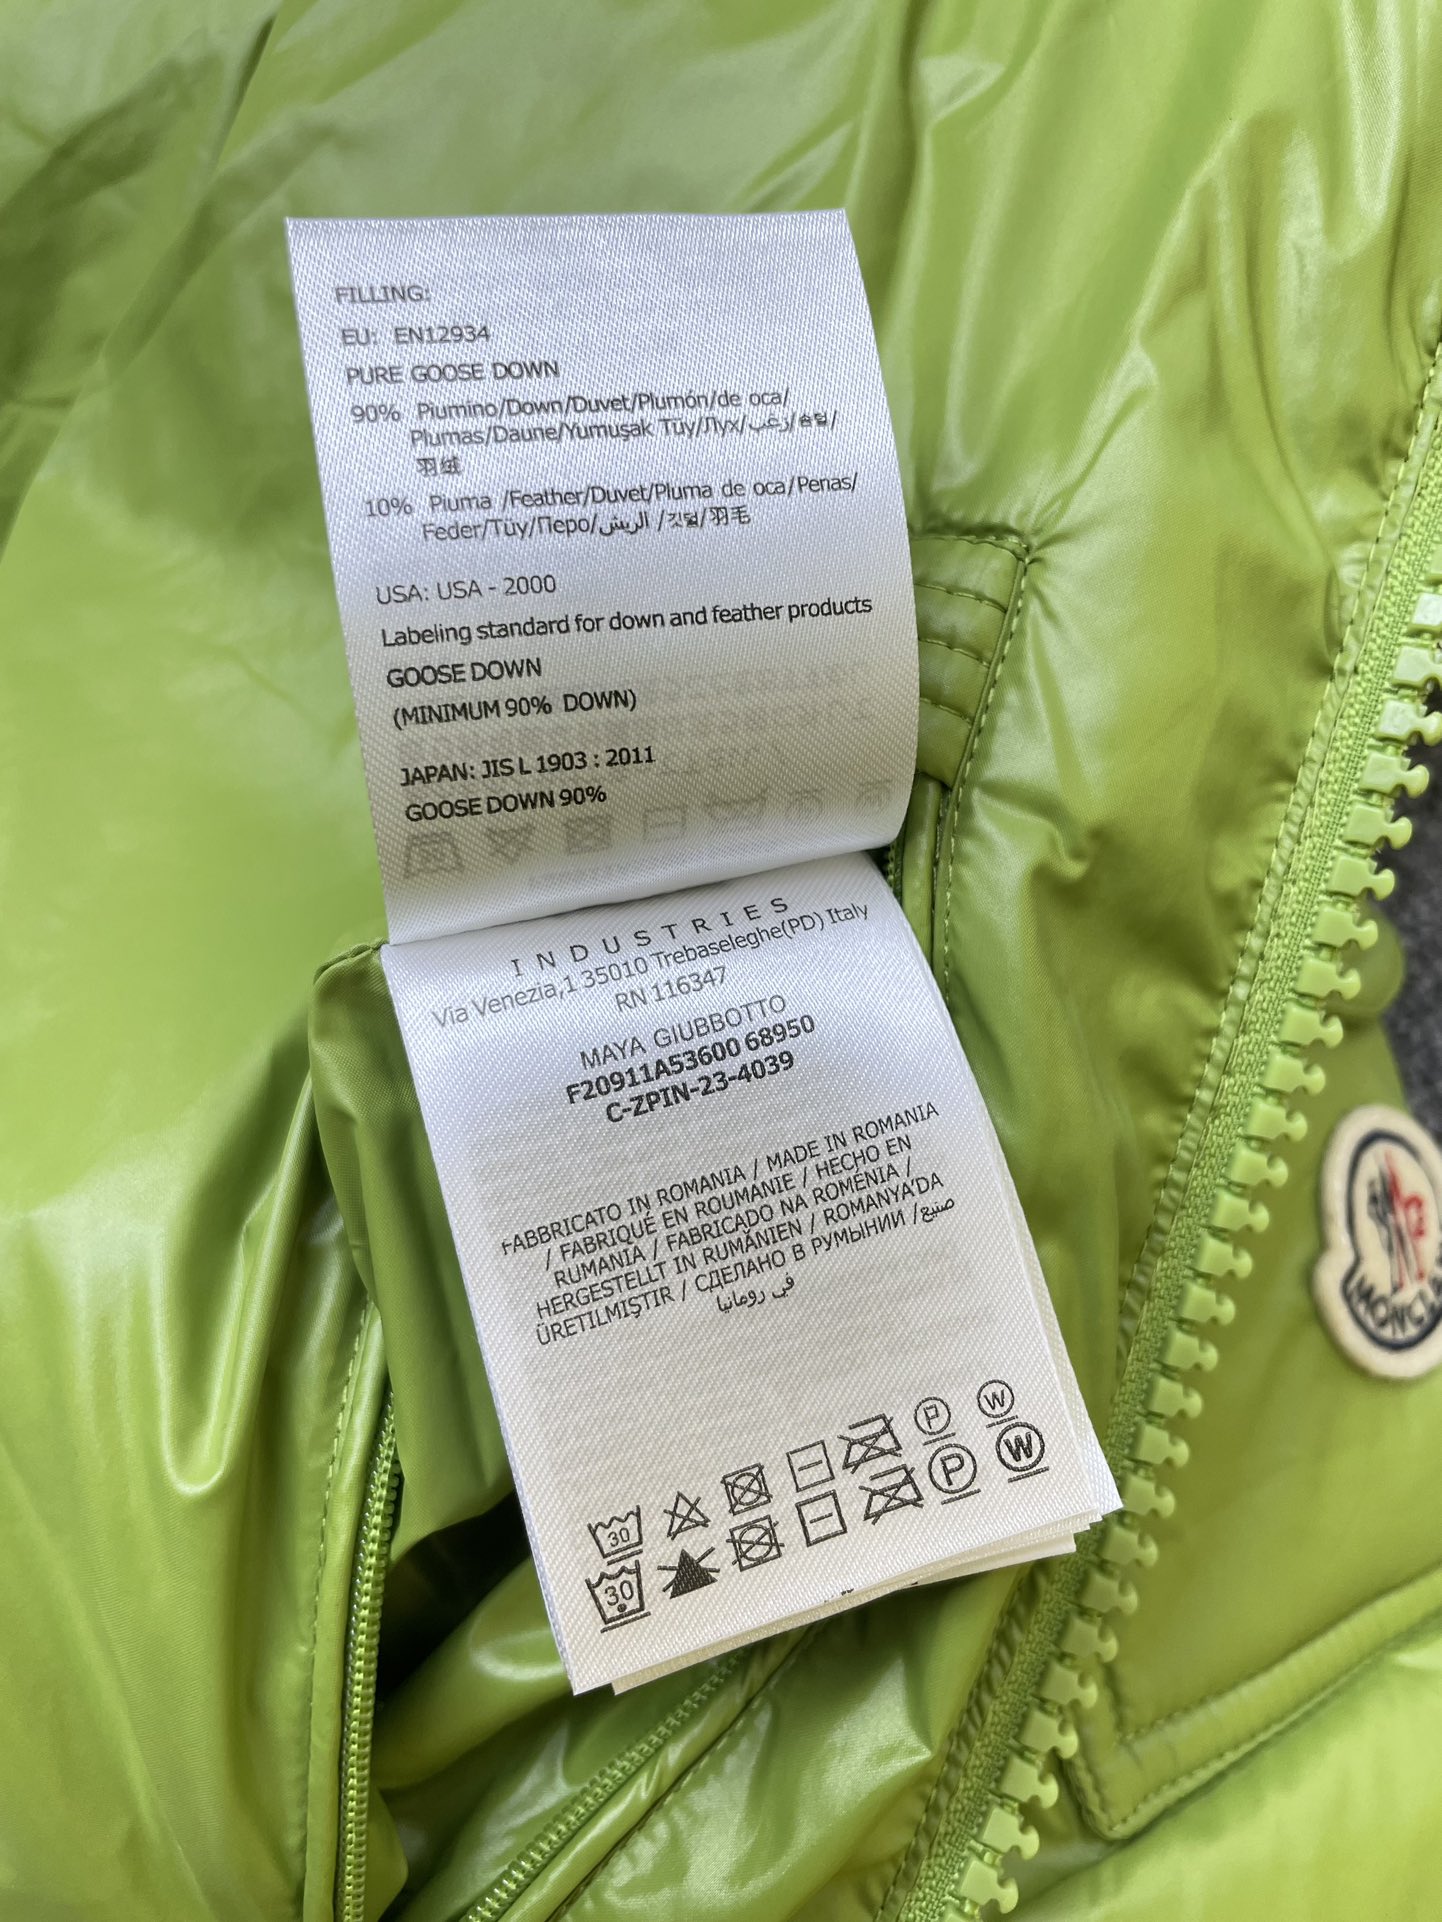 FILLING:
EU: EN12934
PURE GOOSE DOWN
90% Piumino/Down/Duvet/Plumón/de oca/
Plumas/Daune/Yumuşak Tüy/Пух/زغب/솜털/
羽绒
10% Piuma /Feather/Duvet/Pluma de oca/Penas/
Feder/Tüy/Перо/الريش /깃털/羽毛
USA: USA - 2000
Labeling standard for down and feather products
GOOSE DOWN
(MINIMUM 90% DOWN)
JAPAN: JIS L 1903 : 2011
GOOSE DOWN 90%
INDUSTRIES
Via Venezia,1 35010 Trebaseleghe(PD) Italy
RN 116347
MAYA GIUBBOTTO
F20911A53600 68950
C-ZPIN-23-4039
FABBRICATO IN ROMANIA / MADE IN ROMANIA
/ FABRIQUÉ EN ROUMANIE / HECHO EN
RUMANIA / FABRICADO NA ROMÉNIA /
HERGESTELLT IN RUMÄNIEN / ROMANYA'DA
ÜRETILMIŞTIR / СДЕЛАНО В РУМЫНИИ /صنيع
في رومانيا
30 P W
30 P W
MONCL